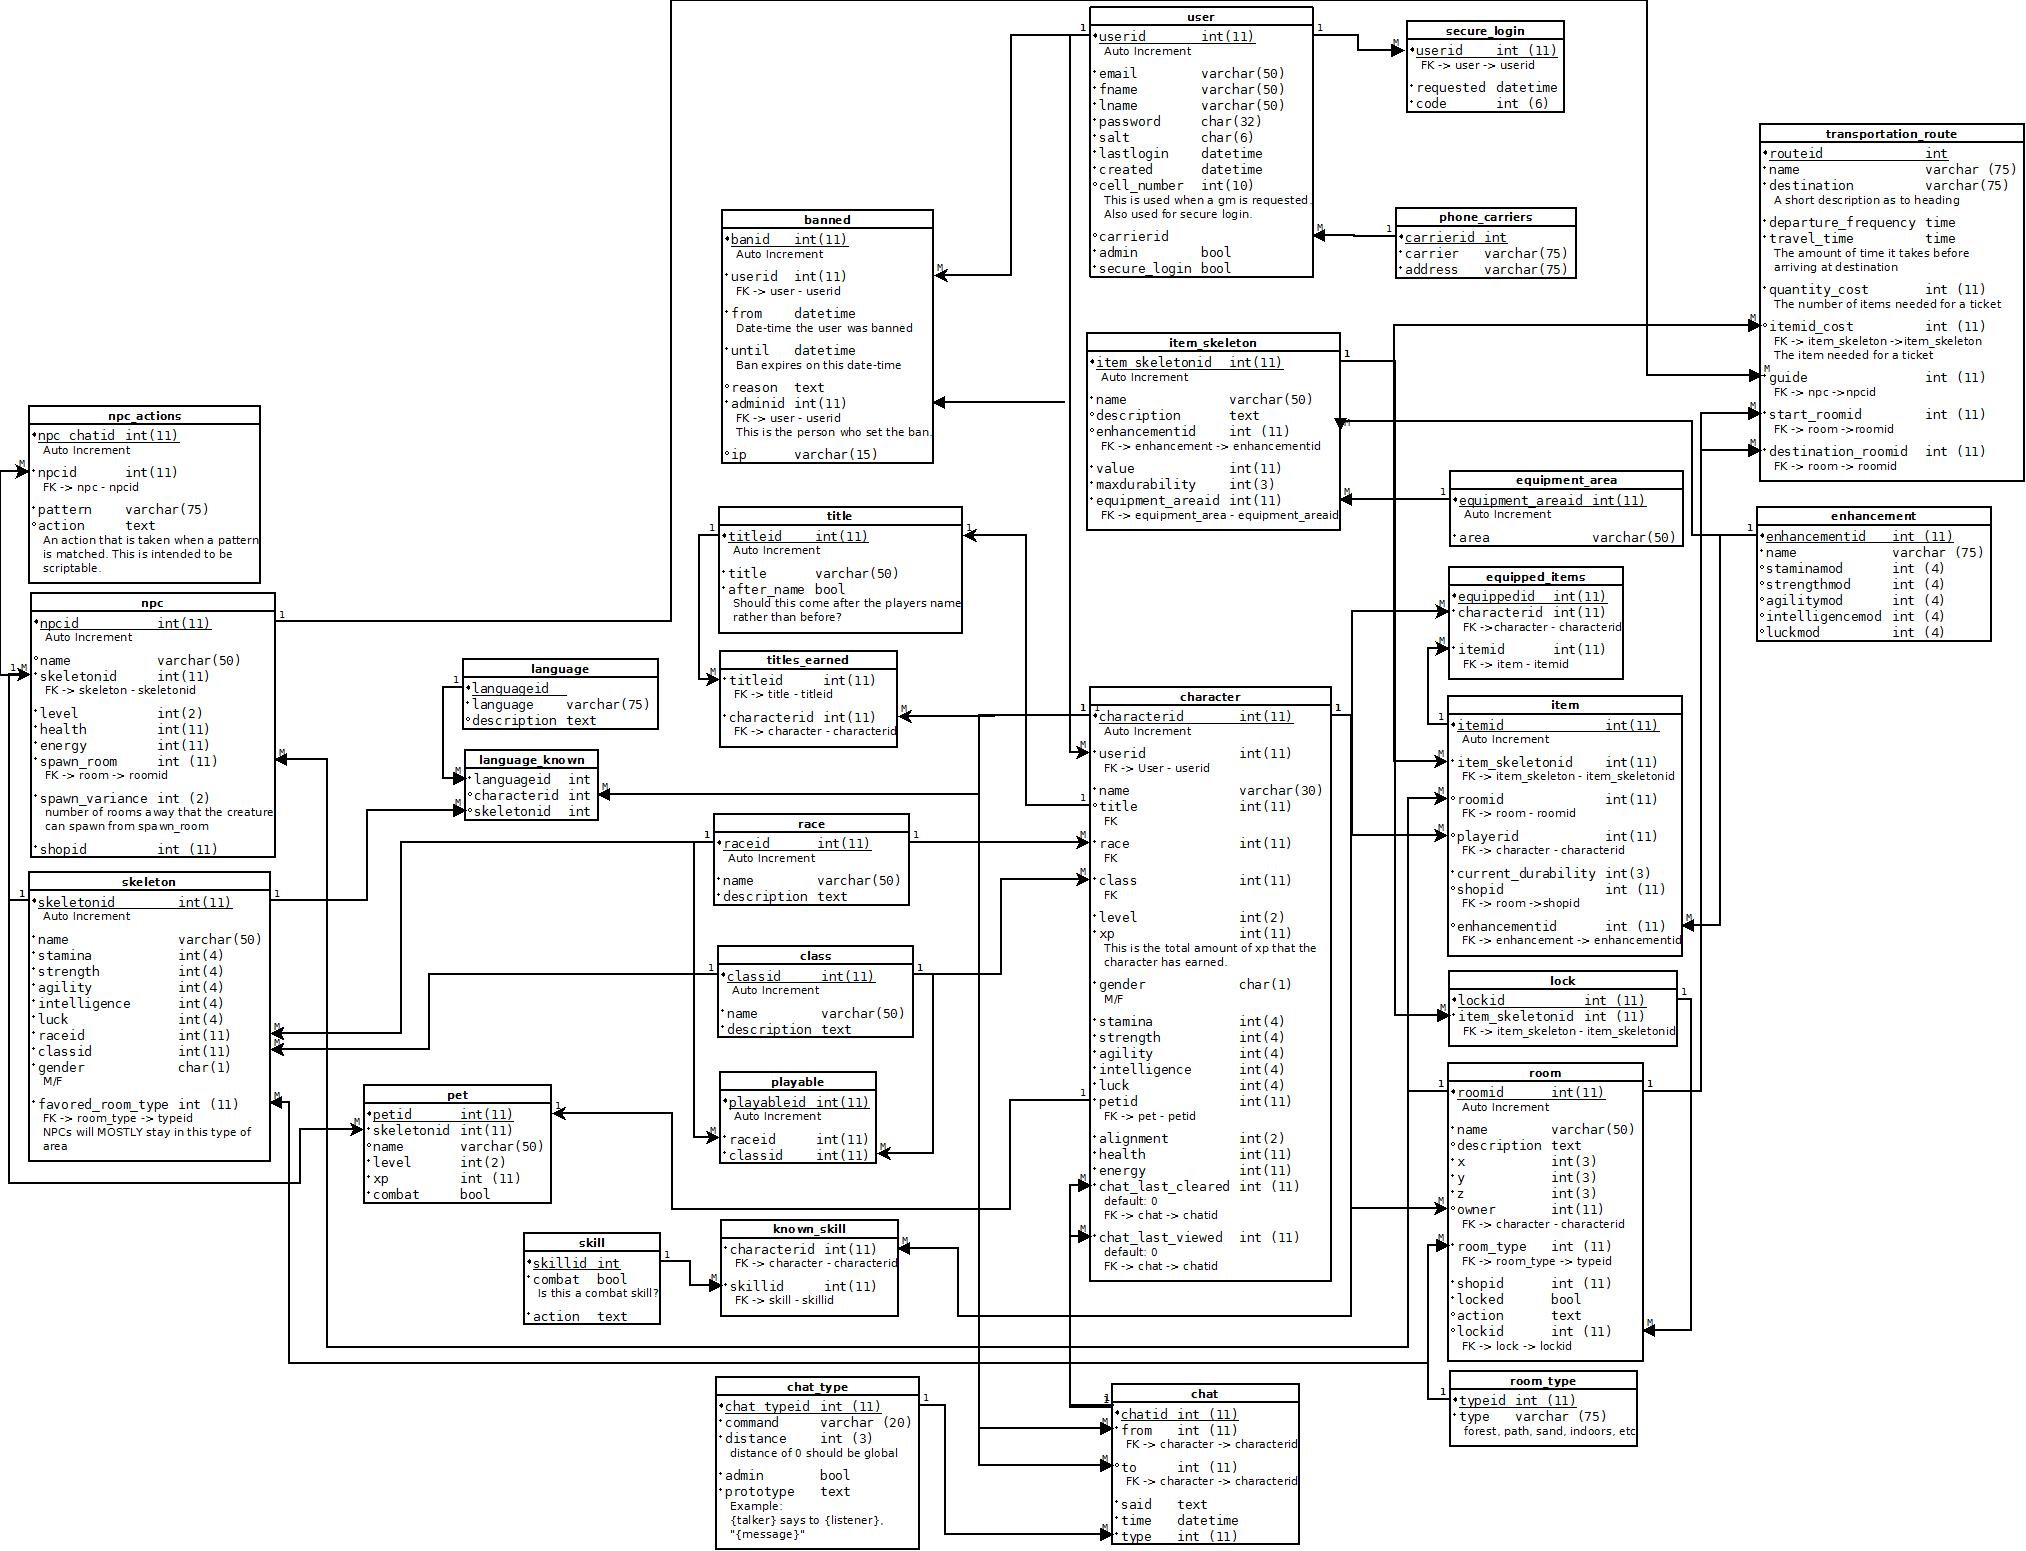 user
userid int(11)
Auto Increment
email varchar(50)
fname varchar(50)
lname varchar(50)
password char(32)
salt char(6)
lastlogin datetime
created datetime
cell_number int(10)
This is used when a gm is requested.
Also used for secure login.
carrierid
admin bool
secure_login bool
1
1
secure_login
userid int (11)
FK -> user -> userid
requested datetime
code int (6)
M
transportation_route
routeid int
name varchar (75)
destination varchar(75)
A short description as to heading
departure_frequency time
travel_time time
The amount of time it takes before
arriving at destination
quantity_cost int (11)
The number of items needed for a ticket
itemid_cost int (11)
FK -> item_skeleton ->item_skeleton
The item needed for a ticket
guide int (11)
FK -> npc ->npcid
start_roomid int (11)
FK -> room ->roomid
destination_roomid int (11)
FK -> room -> roomid
M
M
M
M
banned
banid int(11)
Auto Increment
userid int(11)
FK -> user - userid
from datetime
Date-time the user was banned
until datetime
Ban expires on this date-time
reason text
adminid int(11)
FK -> user - userid
This is the person who set the ban.
ip varchar(15)
M
phone_carriers
carrierid int
carrier varchar(75)
address varchar(75)
M
1
item_skeleton
item_skeletonid int(11)
Auto Increment
name varchar(50)
description text
enhancementid int (11)
FK -> enhancement -> enhancementid
value int(11)
maxdurability int(3)
equipment_areaid int(11)
FK -> equipment_area - equipment_areaid
1
M
M
npc_actions
npc_chatid int(11)
Auto Increment
npcid int(11)
FK -> npc - npcid
pattern varchar(75)
action text
An action that is taken when a pattern
is matched. This is intended to be
scriptable.
M
equipment_area
equipment_areaid int(11)
Auto Increment
area varchar(50)
1
enhancement
enhancementid int (11)
name varchar (75)
staminamod int (4)
strengthmod int (4)
agilitymod int (4)
intelligencemod int (4)
luckmod int (4)
1
title
titleid int(11)
Auto Increment
title varchar(50)
after_name bool
Should this come after the players name
rather than before?
1
1
npc
npcid int(11)
Auto Increment
name varchar(50)
skeletonid int(11)
FK -> skeleton - skeletonid
level int(2)
health int(11)
energy int(11)
spawn_room int (11)
FK -> room -> roomid
spawn_variance int (2)
number of rooms away that the creature
can spawn from spawn_room
shopid int (11)
1
1
M
M
equipped_items
equippedid int(11)
characterid int(11)
FK ->character - characterid
itemid int(11)
FK -> item - itemid
M
M
titles_earned
titleid int(11)
FK -> title - titleid
characterid int(11)
FK -> character - characterid
M
M
language
languageid
language varchar(75)
description text
1
language_known
languageid int
characterid int
skeletonid int
M
M
M
character
characterid int(11)
Auto Increment
userid int(11)
FK -> User - userid
name varchar(30)
title int(11)
FK
race int(11)
FK
class int(11)
FK
level int(2)
xp int(11)
This is the total amount of xp that the
character has earned.
gender char(1)
M/F
stamina int(4)
strength int(4)
agility int(4)
intelligence int(4)
luck int(4)
petid int(11)
FK -> pet - petid
alignment int(2)
health int(11)
energy int(11)
chat_last_cleared int (11)
default: 0
FK -> chat -> chatid
chat_last_viewed int (11)
default: 0
FK -> chat -> chatid
1
1
1
M
1
M
M
1
M
M
item
itemid int(11)
Auto Increment
item_skeletonid int(11)
FK -> item_skeleton - item_skeletonid
roomid int(11)
FK -> room - roomid
playerid int(11)
FK -> character - characterid
current_durability int(3)
shopid int (11)
FK -> room ->shopid
enhancementid int (11)
FK -> enhancement -> enhancementid
1
M
M
M
M
race
raceid int(11)
Auto Increment
name varchar(50)
description text
1
1
skeleton
skeletonid int(11)
Auto Increment
name varchar(50)
stamina int(4)
strength int(4)
agility int(4)
intelligence int(4)
luck int(4)
raceid int(11)
classid int(11)
gender char(1)
M/F
favored_room_type int (11)
FK -> room_type -> typeid
NPCs will MOSTLY stay in this type of
area
1
1
M
M
M
class
classid int(11)
Auto Increment
name varchar(50)
description text
1
1
lock
lockid int (11)
item_skeletonid int (11)
FK -> item_skeleton - item_skeletonid
1
M
playable
playableid int(11)
Auto Increment
raceid int(11)
classid int(11)
M
M
pet
petid int(11)
skeletonid int(11)
name varchar(50)
level int(2)
xp int (11)
combat bool
1
M
room
roomid int(11)
Auto Increment
name varchar(50)
description text
x int(3)
y int(3)
z int(3)
owner int(11)
FK -> character - characterid
room_type int (11)
FK -> room_type -> typeid
shopid int (11)
locked bool
action text
lockid int (11)
FK -> lock -> lockid
1
1
M
M
M
skill
skillid int
combat bool
Is this a combat skill?
action text
1
known_skill
characterid int(11)
FK -> character - characterid
skillid int(11)
FK -> skill - skillid
M
M
chat_type
chat_typeid int (11)
command varchar (20)
distance int (3)
distance of 0 should be global
admin bool
prototype text
Example:
{talker} says to {listener},
"{message}"
1
chat
chatid int (11)
from int (11)
FK -> character -> characterid
to int (11)
FK -> character -> characterid
said text
time datetime
type int (11)
1
M
M
M
room_type
typeid int (11)
type varchar (75)
forest, path, sand, indoors, etc
1